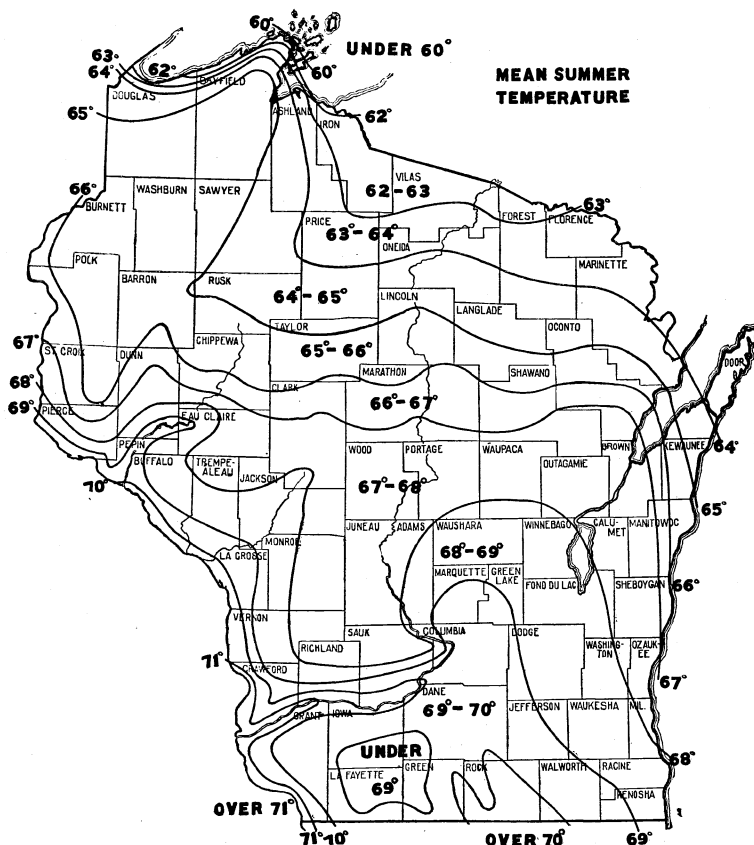 60°
UNDER 60°
63°
64°
62°
60°
MEAN SUMMER
TEMPERATURE
BAYFIELD
DOUGLAS
65°
ASHLAND
IRON
62°
66°
BURNETT
WASHBURN
SAWYER
VILAS
62-63
63°
PRICE
63°-64°
FOREST
FLORENCE
ONEIDA
POLK
BARRON
RUSK
MARINETTE
64°-65°
LINCOLN
LANGLADE
TAYLOR
OCONTO
67°
ST. CROIX
DUNN
CHIPPEWA
65°-66°
DOOR
MARATHON
SHAWANO
68°
CLARK
69°
PIERCE
EAU CLAIRE
66°-67°
PEPIN
WOOD
PORTAGE
WAUPACA
BROWN
KEWAUNEE
64°
BUFFALO
TREMPE-
ALEAU
JACKSON
OUTAGAMIE
70°
67°-68°
65°
JUNEAU
ADAMS
WAUSHARA
WINNEBAGO
CALU-
MET
MANITOWOC
MONROE
LA CROSSE
68°-69°
MARQUETTE
GREEN
LAKE
FOND DU LAC
SHEBOYGAN
66°
VERNON
SAUK
COLUMBIA
DODGE
RICHLAND
WASHING-
TON
OZAUK-
EE
71°
CRAWFORD
67°
DANE
GRANT
IOWA
69°-70°
JEFFERSON
WAUKESHA
MIL.
UNDER
68°
LA FAYETTE
GREEN
ROCK
WALWORTH
RACINE
69°
KENOSHA
OVER 71°
71°
70°
OVER 70°
69°